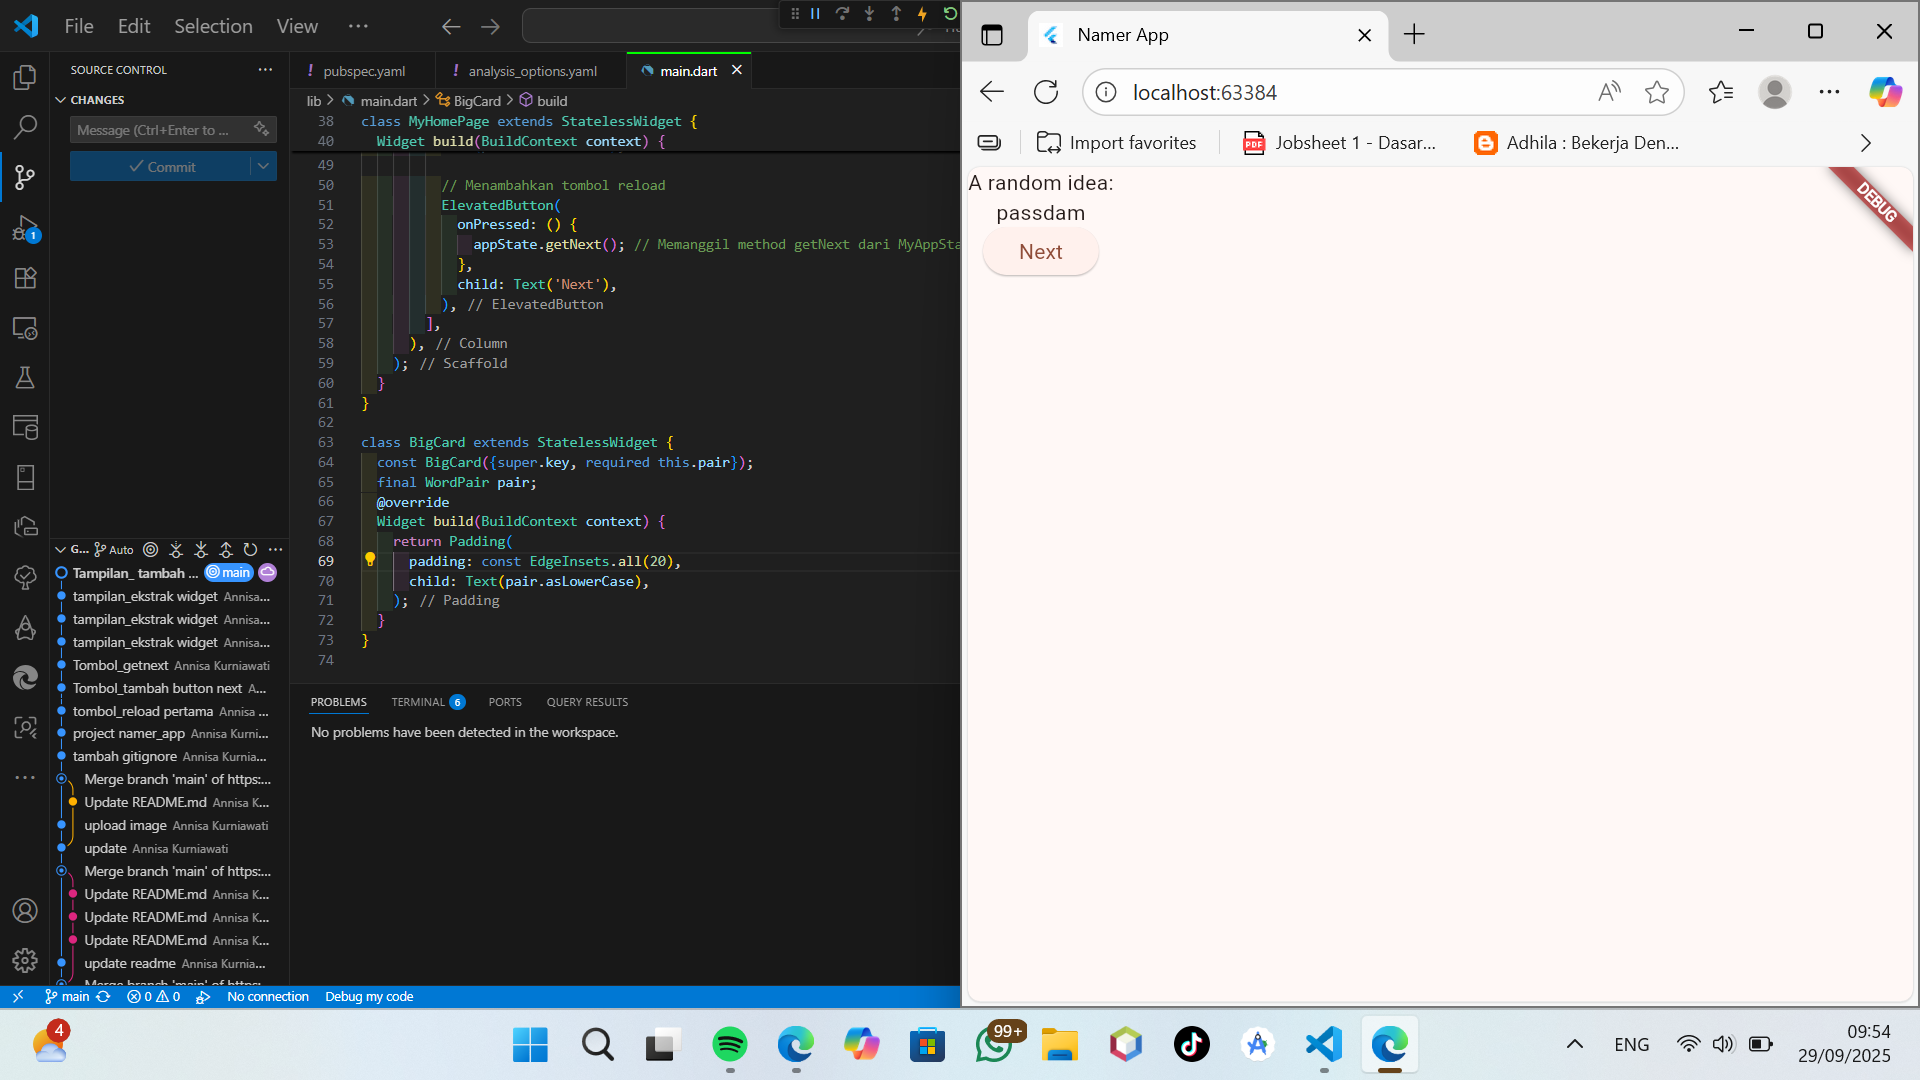 File Edit Selection View ···
SOURCE CONTROL ···
CHANGES
Message (Ctrl+Enter to ...
Commit
! pubspec.yaml
! analysis_options.yaml
main.dart
lib > main.dart > BigCard > build
38 class MyHomePage extends StatelessWidget {
40 Widget build(BuildContext context) {
49
50 // Menambahkan tombol reload
51 ElevatedButton(
52 onPressed: () {
53 appState.getNext(); // Memanggil method getNext dari MyAppSta
54 },
55 child: Text('Next'),
56 ), // ElevatedButton
57 ],
58 ), // Column
59 ); // Scaffold
60 }
61 }
62
63 class BigCard extends StatelessWidget {
64 const BigCard({super.key, required this.pair});
65 final WordPair pair;
66 @override
67 Widget build(BuildContext context) {
68 return Padding(
69 padding: const EdgeInsets.all(20),
70 child: Text(pair.asLowerCase),
71 ); // Padding
72 }
73 }
74
1
G... Auto ···
Tampilan_ tambah ... main
tampilan_ekstrak widget Annisa...
tampilan_ekstrak widget Annisa...
tampilan_ekstrak widget Annisa...
Tombol_getnext Annisa Kurniawati
Tombol_tambah button next A...
tombol_reload pertama Annisa ...
project namer_app Annisa Kurni...
tambah gitignore Annisa Kurnia...
Merge branch 'main' of https:...
Update README.md Annisa K...
upload image Annisa Kurniawati
update Annisa Kurniawati
Merge branch 'main' of https:...
Update README.md Annisa K...
Update README.md Annisa K...
Update README.md Annisa K...
update readme Annisa Kurnia...
Merge branch 'main' of https:...
PROBLEMS TERMINAL 6 PORTS QUERY RESULTS
No problems have been detected in the workspace.
main 0 0 No connection Debug my code
Namer App
localhost:63384
Import favorites
PDF Jobsheet 1 - Dasar...
Adhila : Bekerja Den...
A random idea:
passdam
Next
DEBUG
4
99+
ENG
09:54
29/09/2025